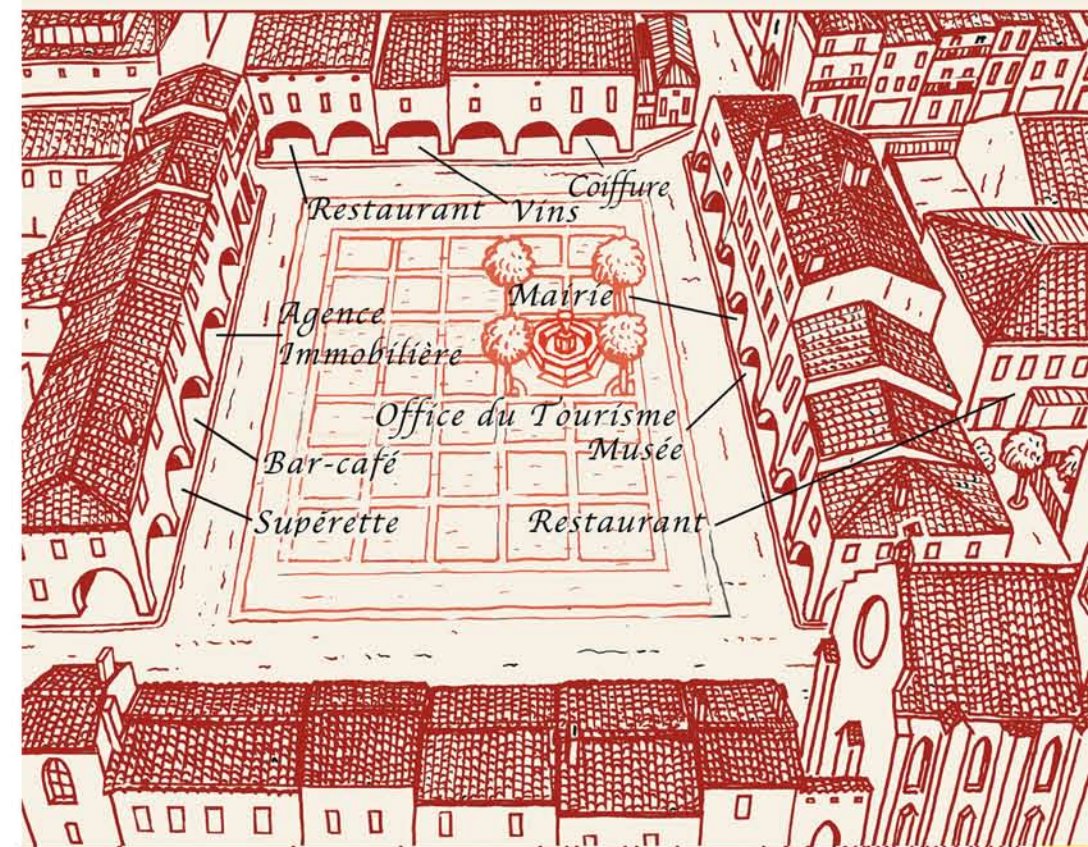 Coiffure
Restaurant
Vins
Mairie
Agence
Immobilière
Office du Tourisme
Musée
Bar-café
Supérette
Restaurant